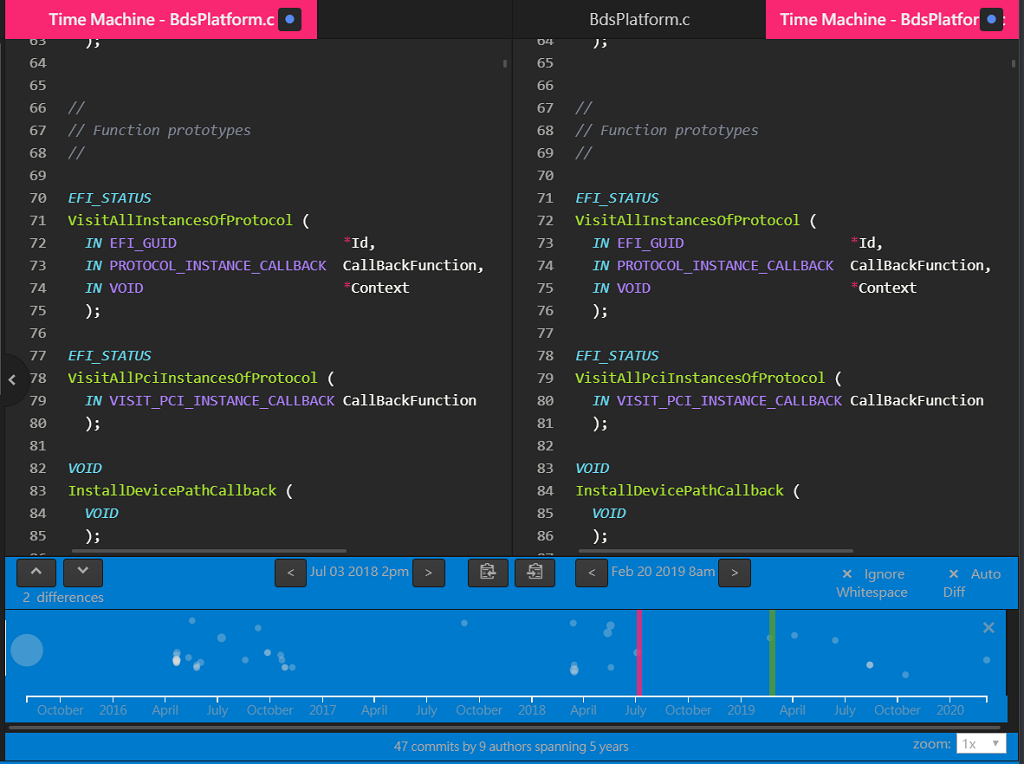 Time Machine - BdsPlatform.c
BdsPlatform.c
Time Machine - BdsPlatfor
63 );
64
65
66 //
67 // Function prototypes
68 //
69
70 EFI_STATUS
71 VisitAllInstancesOfProtocol (
72 IN EFI_GUID *Id,
73 IN PROTOCOL_INSTANCE_CALLBACK CallBackFunction,
74 IN VOID *Context
75 );
76
77 EFI_STATUS
78 VisitAllPciInstancesOfProtocol (
79 IN VISIT_PCI_INSTANCE_CALLBACK CallBackFunction
80 );
81
82 VOID
83 InstallDevicePathCallback (
84 VOID
85 );
64 );
65
66
67 //
68 // Function prototypes
69 //
70
71 EFI_STATUS
72 VisitAllInstancesOfProtocol (
73 IN EFI_GUID *Id,
74 IN PROTOCOL_INSTANCE_CALLBACK CallBackFunction,
75 IN VOID *Context
76 );
77
78 EFI_STATUS
79 VisitAllPciInstancesOfProtocol (
80 IN VISIT_PCI_INSTANCE_CALLBACK CallBackFunction
81 );
82
83 VOID
84 InstallDevicePathCallback (
85 VOID
86 );
2 differences
< Jul 03 2018 2pm >
< Feb 20 2019 8am >
× Ignore
Whitespace
× Auto
Diff
October 2016 April July October 2017 April July October 2018 April July October 2019 April July October 2020
47 commits by 9 authors spanning 5 years
zoom: 1x